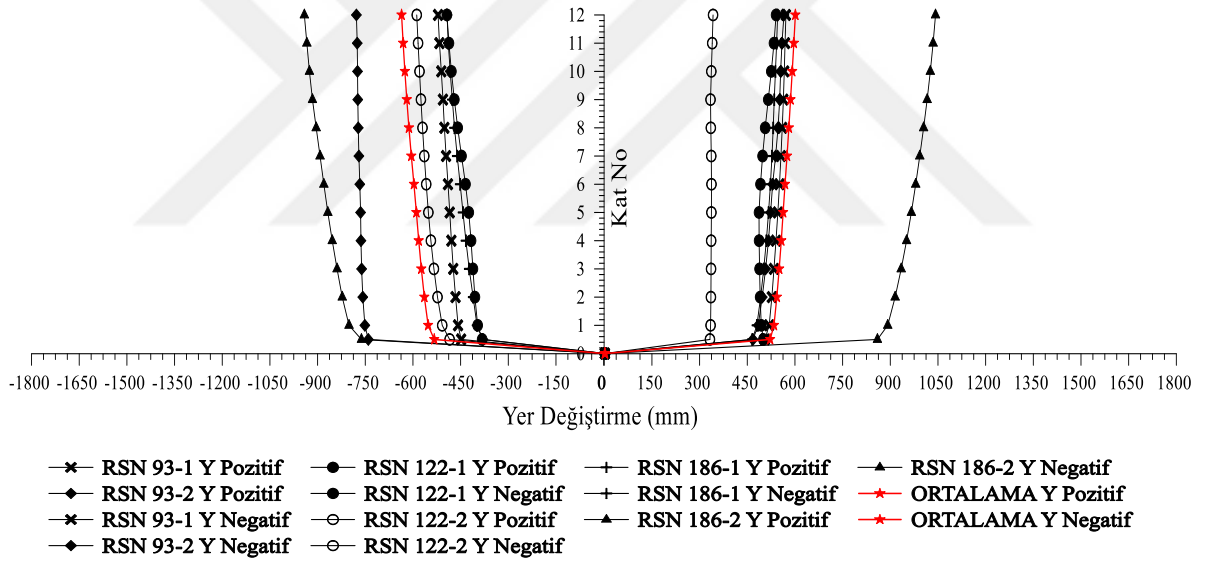 12
11
10
9
8
7
6
5
4
3
2
1
0
Kat No
-1800 -1650 -1500 -1350 -1200 -1050 -900 -750 -600 -450 -300 -150 0 150 300 450 600 750 900 1050 1200 1350 1500 1650 1800
Yer Değiştirme (mm)
RSN 93-1 Y Pozitif RSN 122-1 Y Pozitif RSN 186-1 Y Pozitif RSN 186-2 Y Negatif
RSN 93-2 Y Pozitif RSN 122-1 Y Negatif RSN 186-1 Y Negatif ORTALAMA Y Pozitif
RSN 93-1 Y Negatif RSN 122-2 Y Pozitif RSN 186-2 Y Pozitif ORTALAMA Y Negatif
RSN 93-2 Y Negatif RSN 122-2 Y Negatif